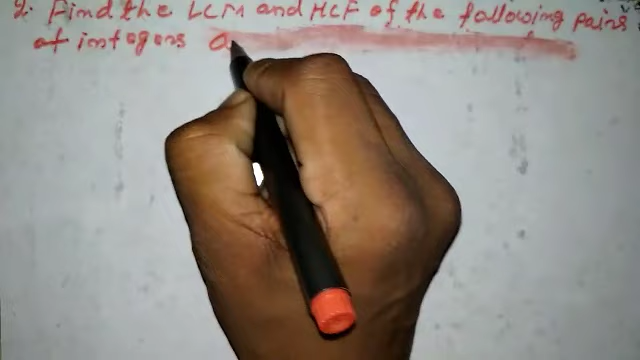 2. Find the LCM and HCF of the following pairs
of integers a